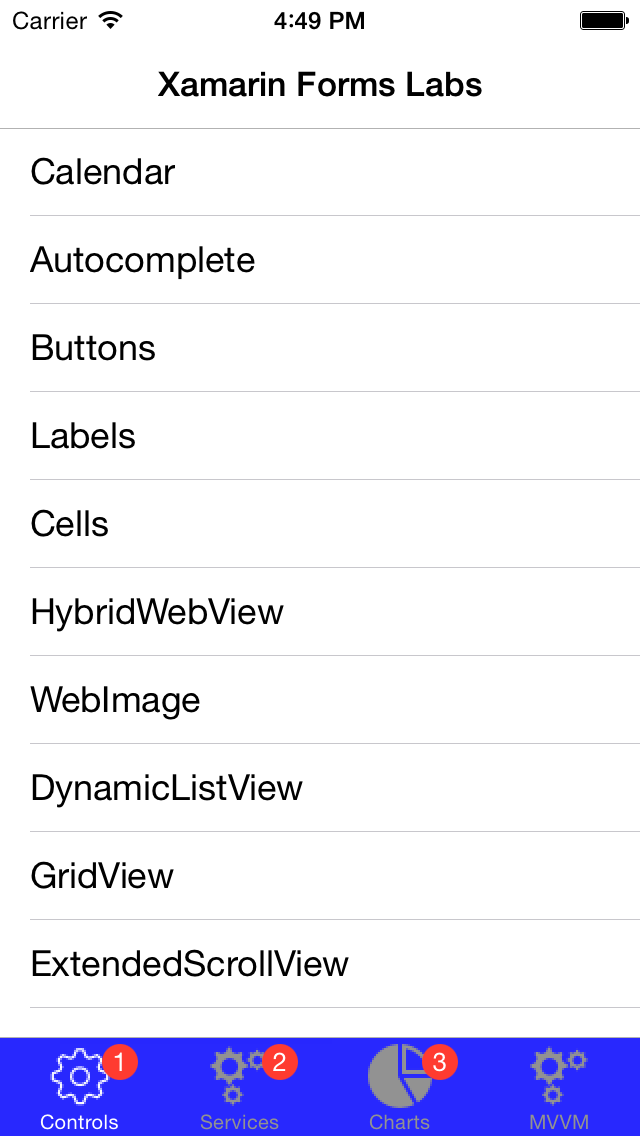 Carrier 4:49 PM
Xamarin Forms Labs
Calendar
Autocomplete
Buttons
Labels
Cells
HybridWebView
WebImage
DynamicListView
GridView
ExtendedScrollView
1 2 3
Controls Services Charts MVVM